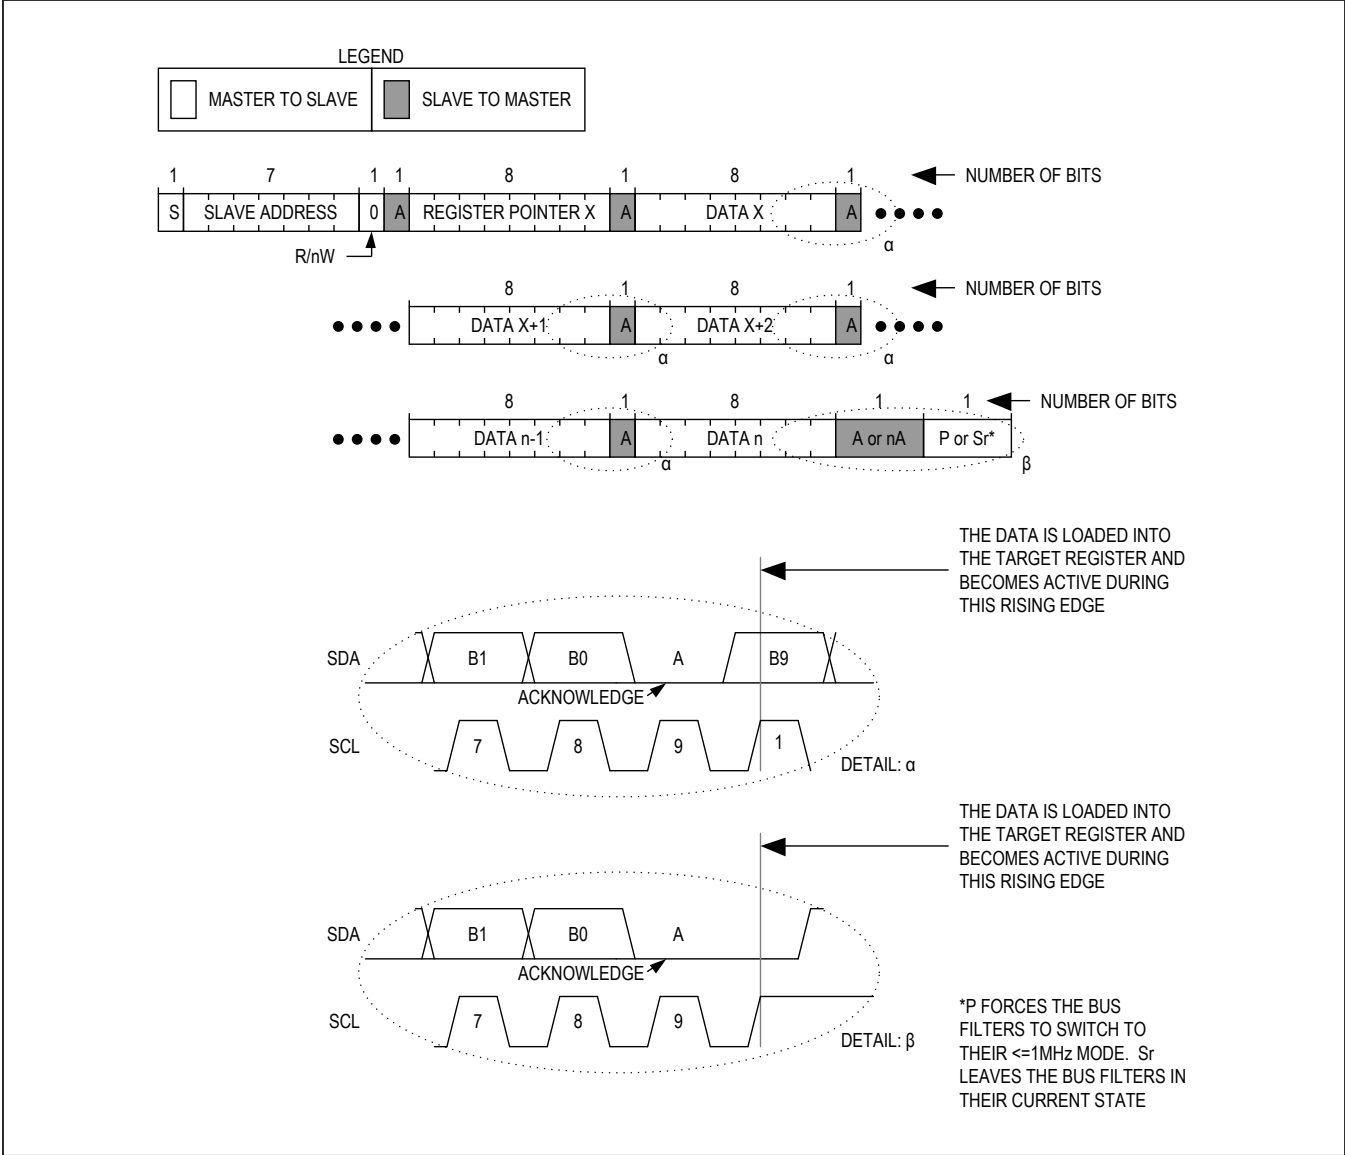 LEGEND
MASTER TO SLAVE SLAVE TO MASTER
1 7 1 1 8 1 8 1 NUMBER OF BITS
S SLAVE ADDRESS 0 A REGISTER POINTER X A DATA X A
α
R/nW
8 1 8 1 NUMBER OF BITS
DATA X+1 A DATA X+2 A
α α
8 1 8 1 1 NUMBER OF BITS
DATA n-1 A DATA n A or nA P or Sr*
α β
THE DATA IS LOADED INTO
THE TARGET REGISTER AND
BECOMES ACTIVE DURING
THIS RISING EDGE
SDA B1 B0 A B9
ACKNOWLEDGE
SCL 7 8 9 1
DETAIL: α
THE DATA IS LOADED INTO
THE TARGET REGISTER AND
BECOMES ACTIVE DURING
THIS RISING EDGE
SDA B1 B0 A
ACKNOWLEDGE
SCL 7 8 9
DETAIL: β
*P FORCES THE BUS
FILTERS TO SWITCH TO
THEIR <=1MHz MODE. Sr
LEAVES THE BUS FILTERS IN
THEIR CURRENT STATE